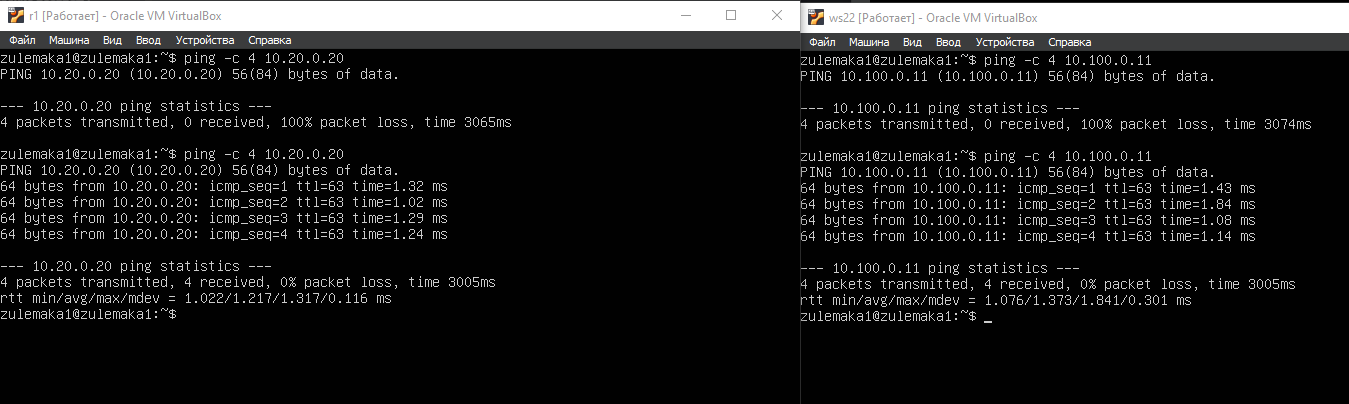 r1 [Работает] - Oracle VM VirtualBox
Файл Машина Вид Ввод Устройства Справка
zulemaka1@zulemaka1:~$ ping -c 4 10.20.0.20
PING 10.20.0.20 (10.20.0.20) 56(84) bytes of data.
--- 10.20.0.20 ping statistics ---
4 packets transmitted, 0 received, 100% packet loss, time 3065ms
zulemaka1@zulemaka1:~$ ping -c 4 10.20.0.20
PING 10.20.0.20 (10.20.0.20) 56(84) bytes of data.
64 bytes from 10.20.0.20: icmp_seq=1 ttl=63 time=1.32 ms
64 bytes from 10.20.0.20: icmp_seq=2 ttl=63 time=1.02 ms
64 bytes from 10.20.0.20: icmp_seq=3 ttl=63 time=1.29 ms
64 bytes from 10.20.0.20: icmp_seq=4 ttl=63 time=1.24 ms
--- 10.20.0.20 ping statistics ---
4 packets transmitted, 4 received, 0% packet loss, time 3005ms
rtt min/avg/max/mdev = 1.022/1.217/1.317/0.116 ms
zulemaka1@zulemaka1:~$
ws22 [Работает] - Oracle VM VirtualBox
Файл Машина Вид Ввод Устройства Справка
zulemaka1@zulemaka1:~$ ping -c 4 10.100.0.11
PING 10.100.0.11 (10.100.0.11) 56(84) bytes of data.
--- 10.100.0.11 ping statistics ---
4 packets transmitted, 0 received, 100% packet loss, time 3074ms
zulemaka1@zulemaka1:~$ ping -c 4 10.100.0.11
PING 10.100.0.11 (10.100.0.11) 56(84) bytes of data.
64 bytes from 10.100.0.11: icmp_seq=1 ttl=63 time=1.43 ms
64 bytes from 10.100.0.11: icmp_seq=2 ttl=63 time=1.84 ms
64 bytes from 10.100.0.11: icmp_seq=3 ttl=63 time=1.08 ms
64 bytes from 10.100.0.11: icmp_seq=4 ttl=63 time=1.14 ms
--- 10.100.0.11 ping statistics ---
4 packets transmitted, 4 received, 0% packet loss, time 3005ms
rtt min/avg/max/mdev = 1.076/1.373/1.841/0.301 ms
zulemaka1@zulemaka1:~$ _